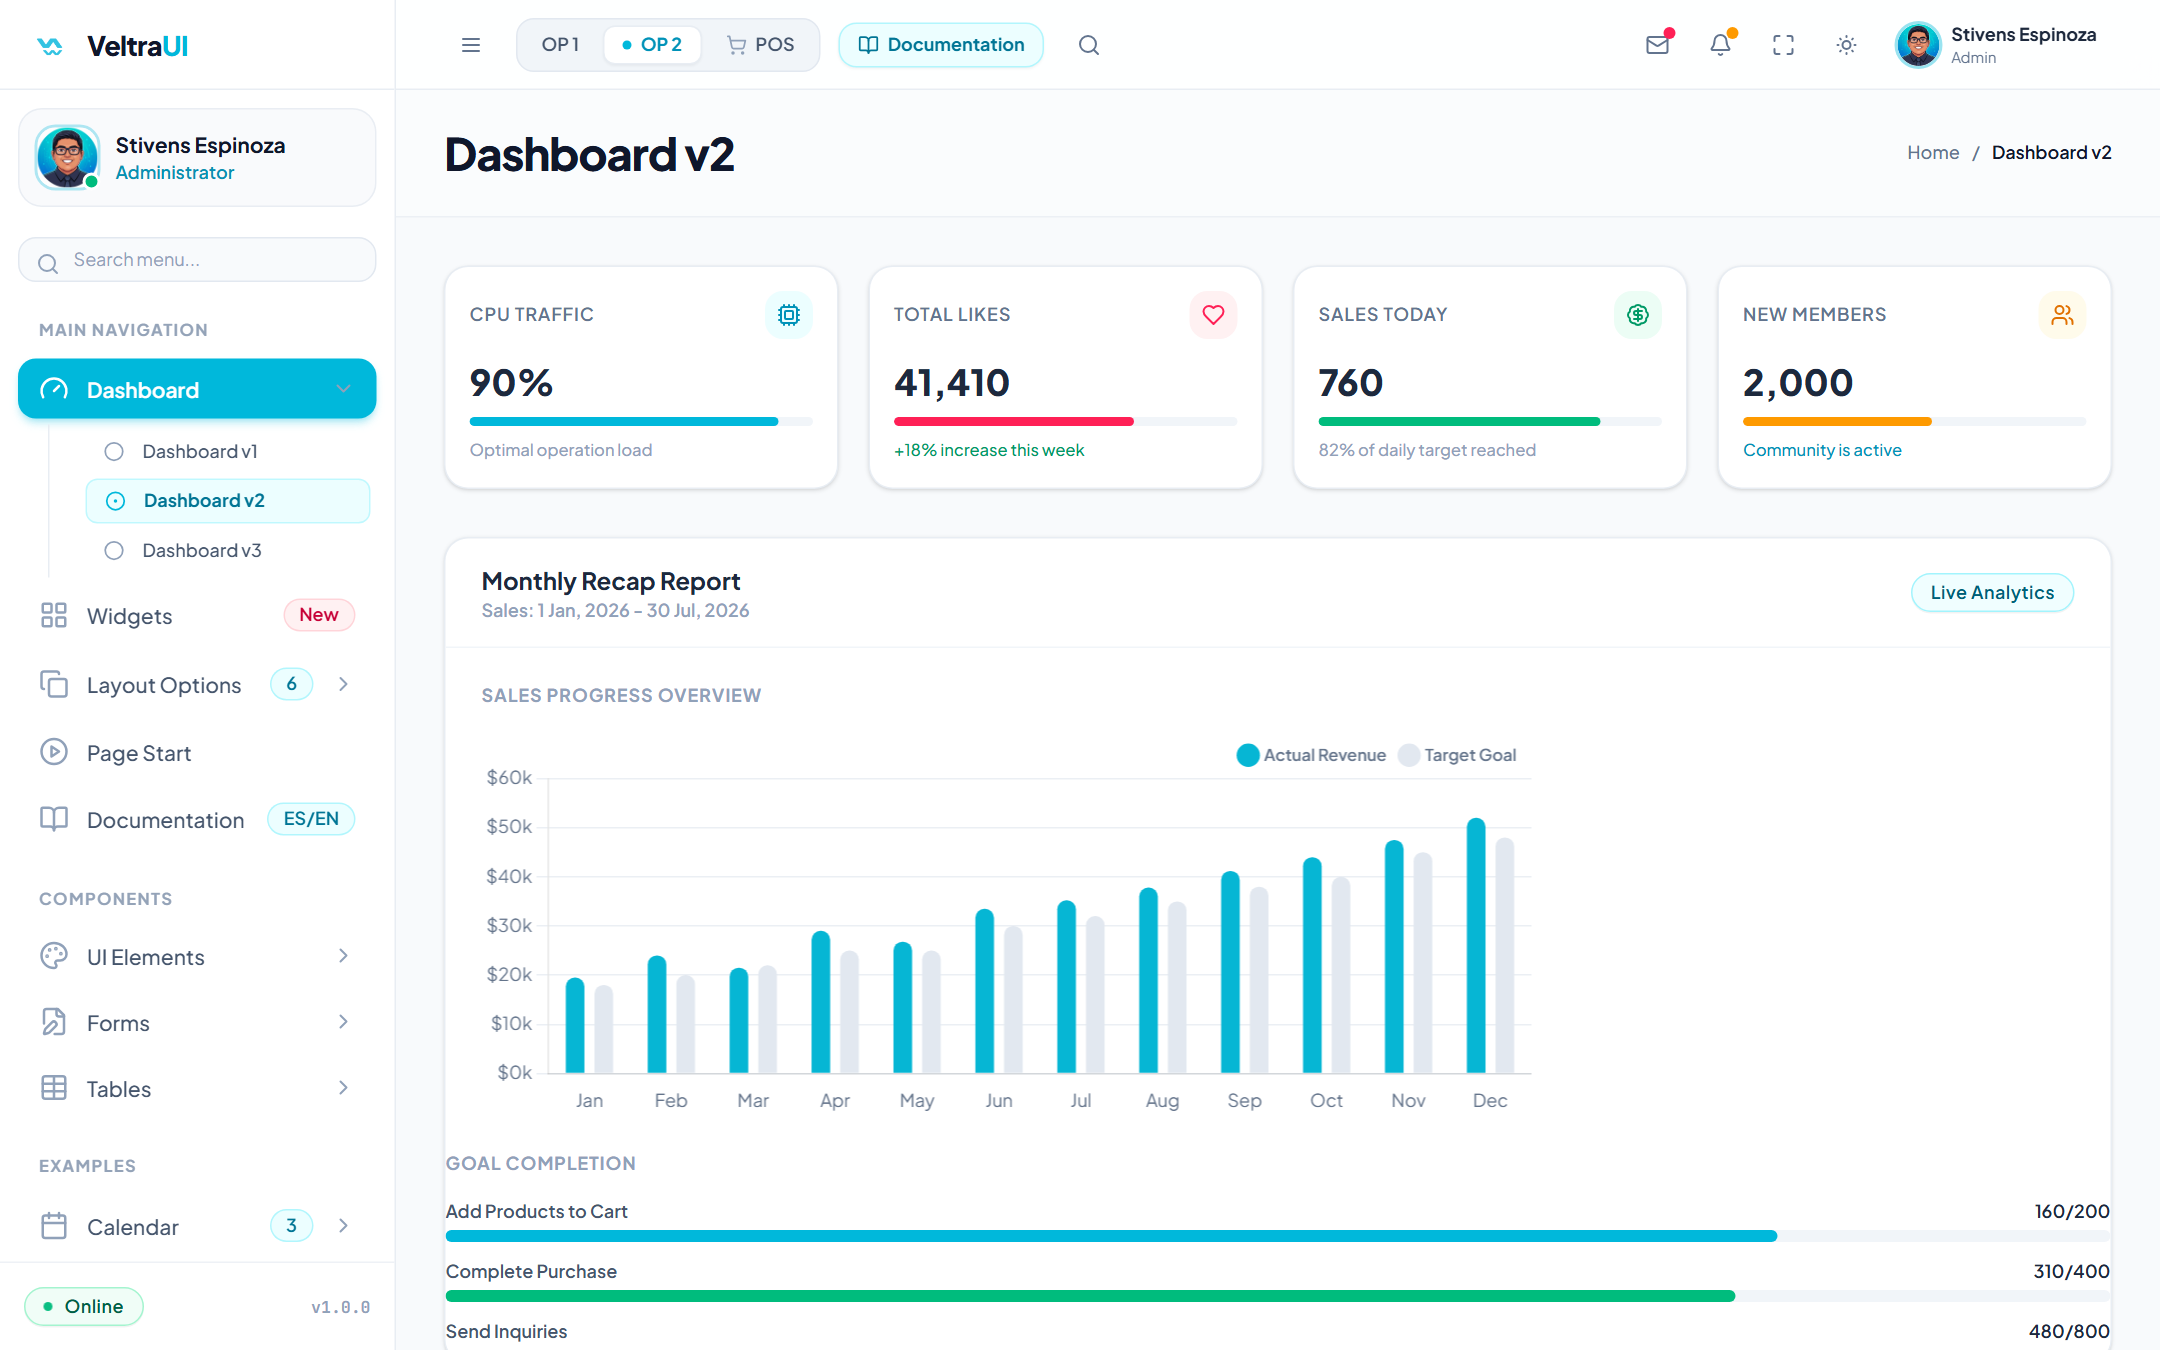 VeltraUI
OP 1
OP 2
POS
Documentation
Stivens Espinoza
Admin
Stivens Espinoza
Administrator
Search menu...
MAIN NAVIGATION
Dashboard
Dashboard v1
Dashboard v2
Dashboard v3
Widgets
New
Layout Options
6
Page Start
Documentation
ES/EN
COMPONENTS
UI Elements
Forms
Tables
EXAMPLES
Calendar
3
Online
v1.0.0
Dashboard v2
Home / Dashboard v2
CPU TRAFFIC
90%
Optimal operation load
TOTAL LIKES
41,410
+18% increase this week
SALES TODAY
760
82% of daily target reached
NEW MEMBERS
2,000
Community is active
Monthly Recap Report
Sales: 1 Jan, 2026 - 30 Jul, 2026
Live Analytics
SALES PROGRESS OVERVIEW
Actual Revenue
Target Goal
$60k
$50k
$40k
$30k
$20k
$10k
$0k
Jan Feb Mar Apr May Jun Jul Aug Sep Oct Nov Dec
GOAL COMPLETION
Add Products to Cart
160/200
Complete Purchase
310/400
Send Inquiries
480/800